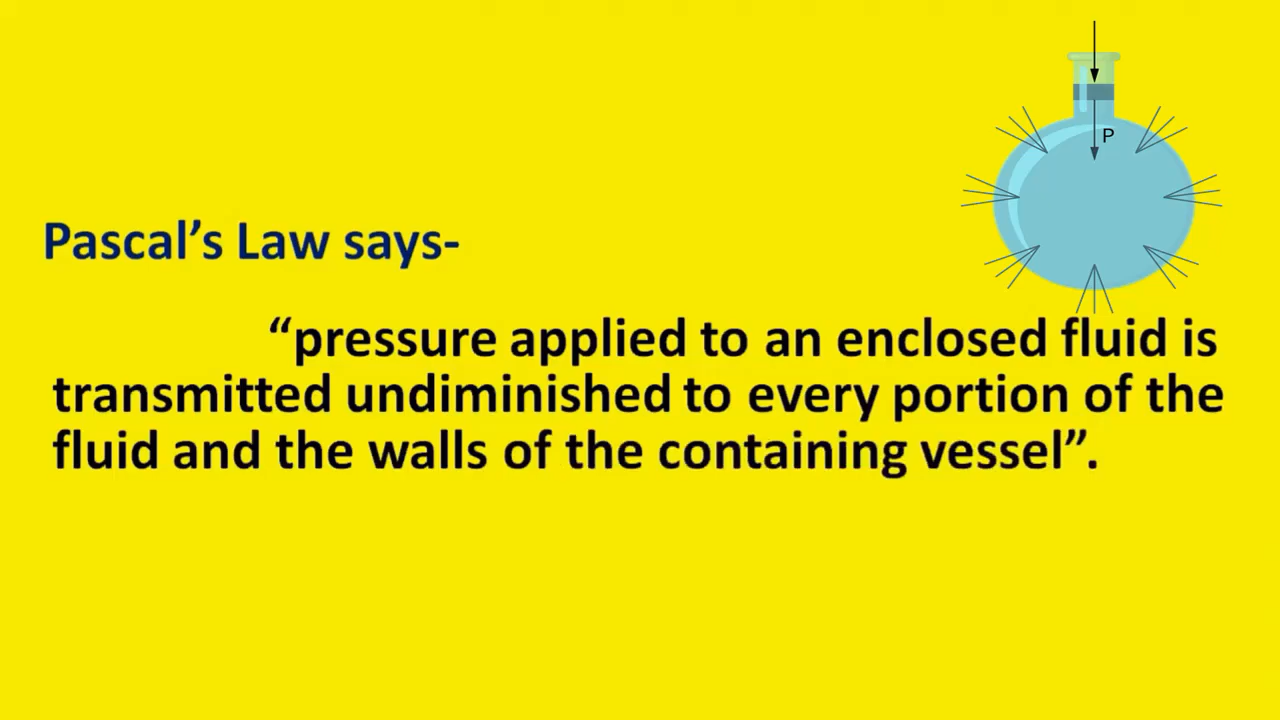 P
Pascal’s Law says-
“pressure applied to an enclosed fluid is
transmitted undiminished to every portion of the
fluid and the walls of the containing vessel”.